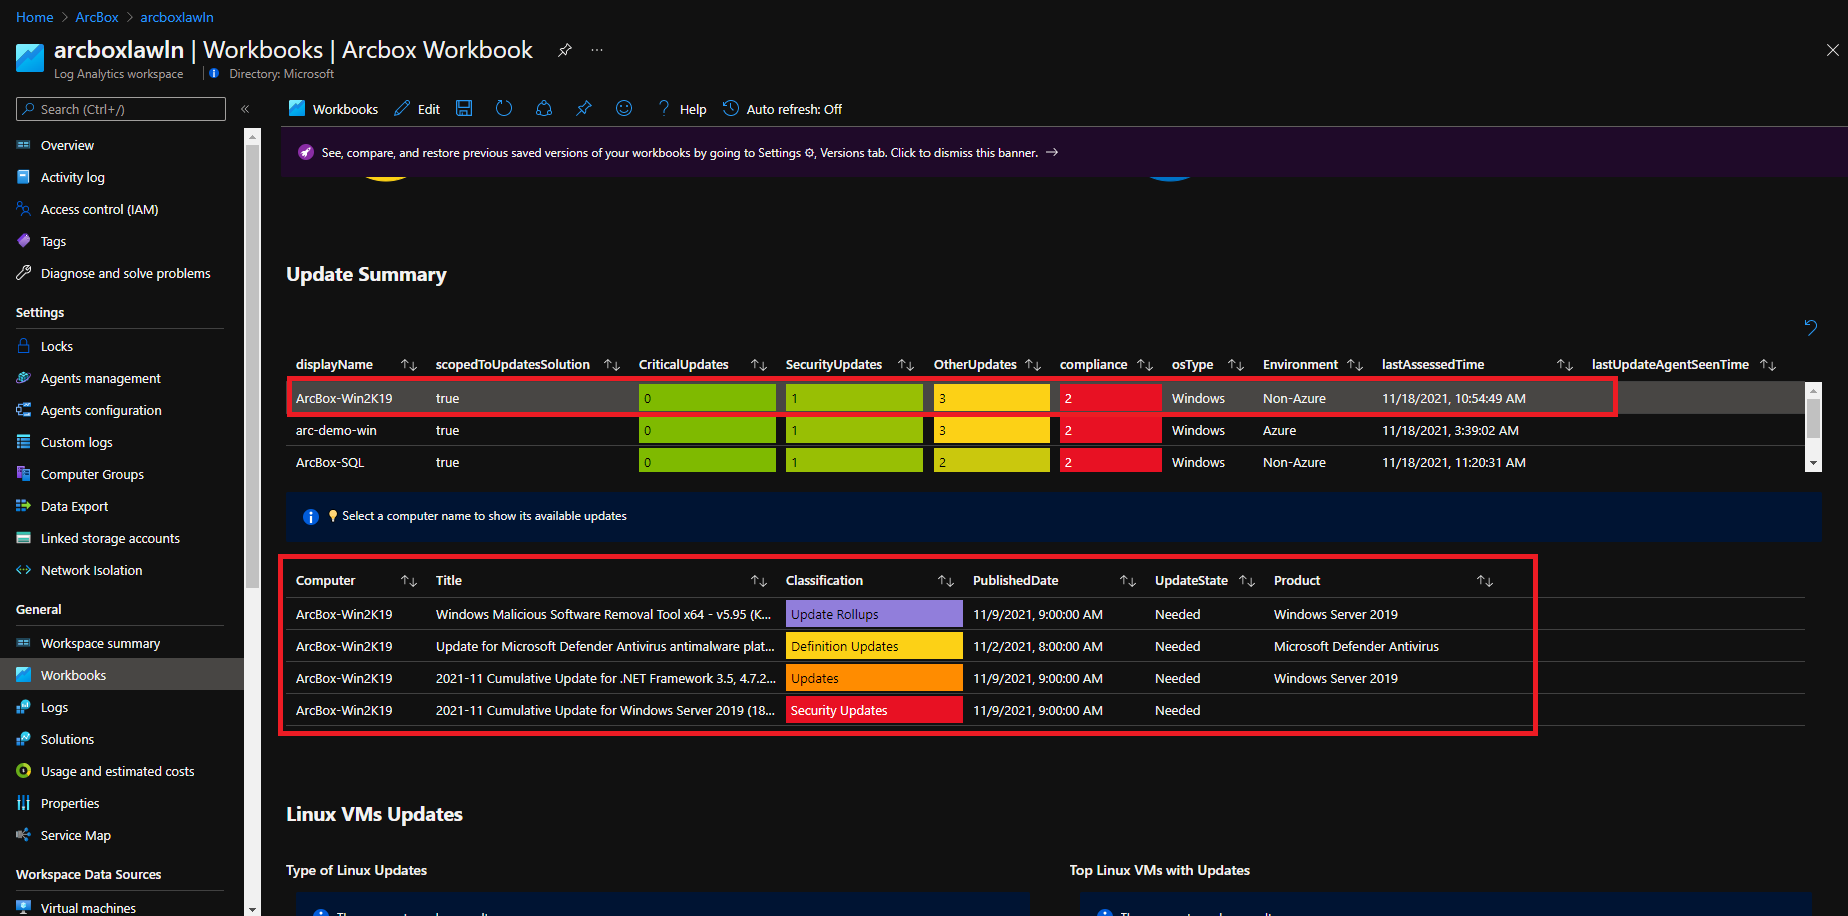 Home > ArcBox > arcboxlawln
arcboxlawln | Workbooks | Arcbox Workbook ...
Log Analytics workspace | Directory: Microsoft
Search (Ctrl+/) «
Overview
Activity log
Access control (IAM)
Tags
Diagnose and solve problems
Settings
Locks
Agents management
Agents configuration
Custom logs
Computer Groups
Data Export
Linked storage accounts
Network Isolation
General
Workspace summary
Workbooks
Logs
Solutions
Usage and estimated costs
Properties
Service Map
Workspace Data Sources
Virtual machines
Workbooks Edit ? Help Auto refresh: Off
See, compare, and restore previous saved versions of your workbooks by going to Settings ⚙, Versions tab. Click to dismiss this banner. →
Update Summary
displayName ↑↓ scopedToUpdatesSolution ↑↓ CriticalUpdates ↑↓ SecurityUpdates ↑↓ OtherUpdates ↑↓ compliance ↑↓ osType ↑↓ Environment ↑↓ lastAssessedTime ↑↓ lastUpdateAgentSeenTime ↑↓
ArcBox-Win2K19 true 0 1 3 2 Windows Non-Azure 11/18/2021, 10:54:49 AM
arc-demo-win true 0 1 3 2 Windows Azure 11/18/2021, 3:39:02 AM
ArcBox-SQL true 0 1 2 2 Windows Non-Azure 11/18/2021, 11:20:31 AM
Select a computer name to show its available updates
Computer ↑↓ Title ↑↓ Classification ↑↓ PublishedDate ↑↓ UpdateState ↑↓ Product ↑↓
ArcBox-Win2K19 Windows Malicious Software Removal Tool x64 - v5.95 (K... Update Rollups 11/9/2021, 9:00:00 AM Needed Windows Server 2019
ArcBox-Win2K19 Update for Microsoft Defender Antivirus antimalware plat... Definition Updates 11/2/2021, 8:00:00 AM Needed Microsoft Defender Antivirus
ArcBox-Win2K19 2021-11 Cumulative Update for .NET Framework 3.5, 4.7.2... Updates 11/9/2021, 9:00:00 AM Needed Windows Server 2019
ArcBox-Win2K19 2021-11 Cumulative Update for Windows Server 2019 (18... Security Updates 11/9/2021, 9:00:00 AM Needed
Linux VMs Updates
Type of Linux Updates
Top Linux VMs with Updates